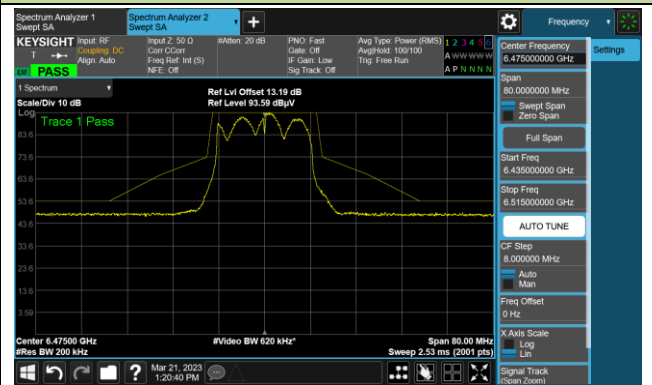 Spectrum Analyzer 1
Swept SA
Spectrum Analyzer 2
Swept SA
+
Frequency
KEYSIGHT
Input: RF
Coupling: DC
Align: Auto
PASS
Input Z: 50 Ω
Corr CCorr
Freq Ref: Int (S)
NFE: Off
#Atten: 20 dB
PNO: Fast
Gate: Off
IF Gain: Low
Sig Track: Off
Avg Type: Power (RMS)
Avg|Hold: 100/100
Trig: Free Run
1 2 3 4 5 6
A W W W W W
A P N N N N
Center Frequency
6.475000000 GHz
Settings
Span
80.0000000 MHz
Swept Span
Zero Span
Full Span
Start Freq
6.435000000 GHz
Stop Freq
6.515000000 GHz
AUTO TUNE
CF Step
8.000000 MHz
Auto
Man
Freq Offset
0 Hz
X Axis Scale
Log
Lin
Signal Track
(Span Zoom)
1 Spectrum
Scale/Div 10 dB
Ref Lvl Offset 13.19 dB
Ref Level 93.59 dBµV
Log
Trace 1 Pass
83.6
73.6
63.6
53.6
43.6
33.6
23.6
13.6
3.59
Center 6.47500 GHz
#Res BW 200 kHz
#Video BW 620 kHz*
Span 80.00 MHz
Sweep 2.53 ms (2001 pts)
?
Mar 21, 2023
1:20:40 PM